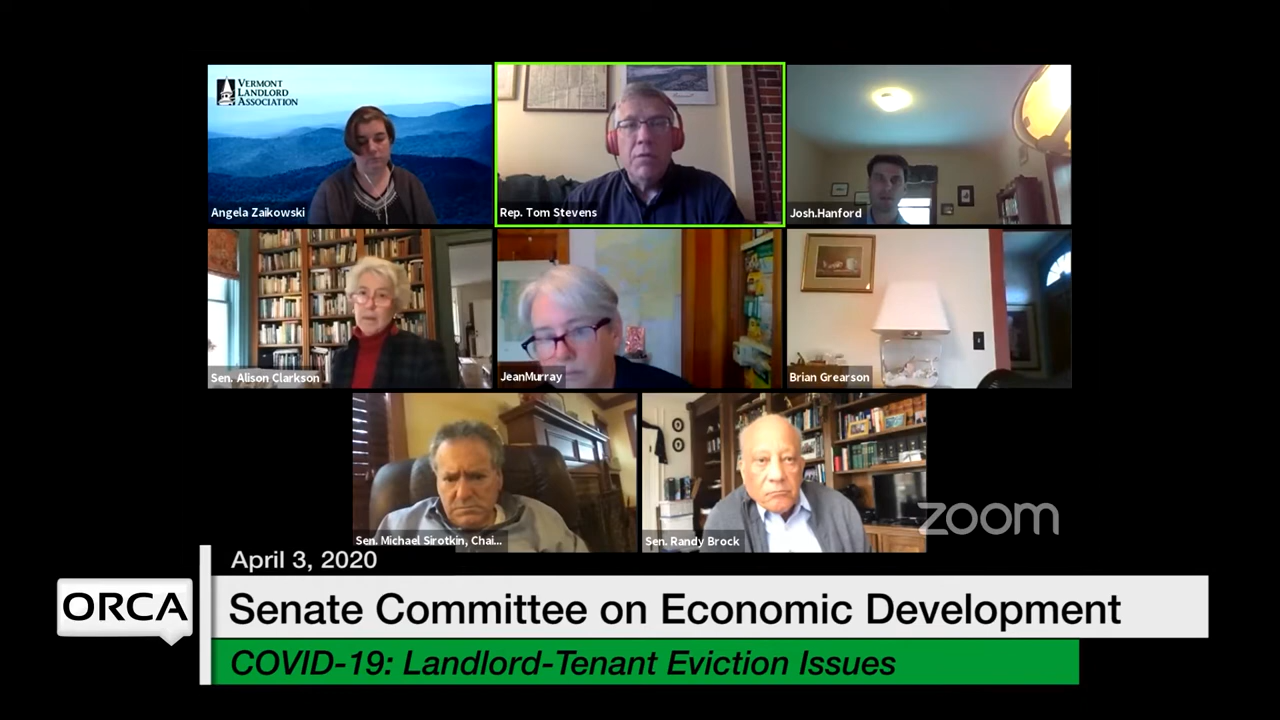 VERMONT
LANDLORD
ASSOCIATION
Angela Zaikowski
Rep. Tom Stevens
Josh.Hanford
Sen. Alison Clarkson
JeanMurray
Brian Grearson
Sen. Michael Sirotkin, Chai...
Sen. Randy Brock
zoom
April 3, 2020
ORCA
Senate Committee on Economic Development
COVID-19: Landlord-Tenant Eviction Issues